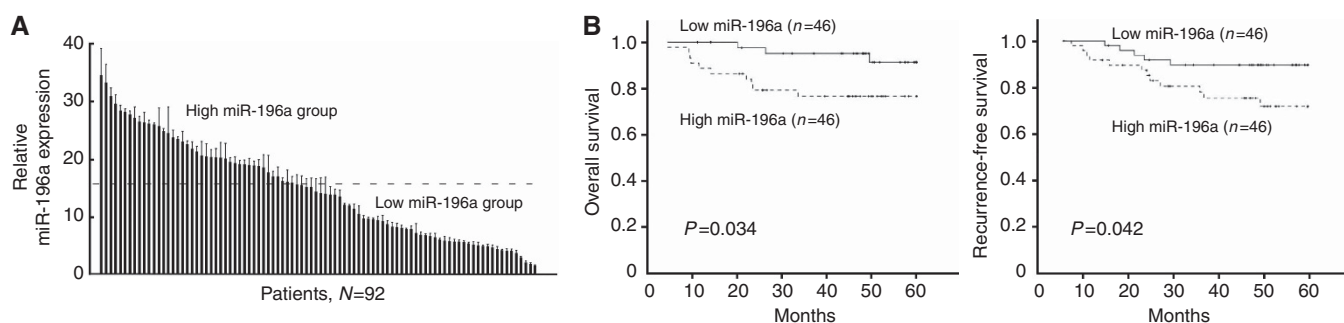 A
Relative
miR-196a expression
40
30
20
10
0
High miR-196a group
Low miR-196a group
Patients, N=92
B
Overall survival
1.0
0.8
0.6
0.4
0.2
0
Low miR-196a (n=46)
High miR-196a (n=46)
P=0.034
0 10 20 30 40 50 60
Months
Recurrence-free survival
1.0
0.8
0.6
0.4
0.2
0
Low miR-196a (n=46)
High miR-196a (n=46)
P=0.042
0 10 20 30 40 50 60
Months